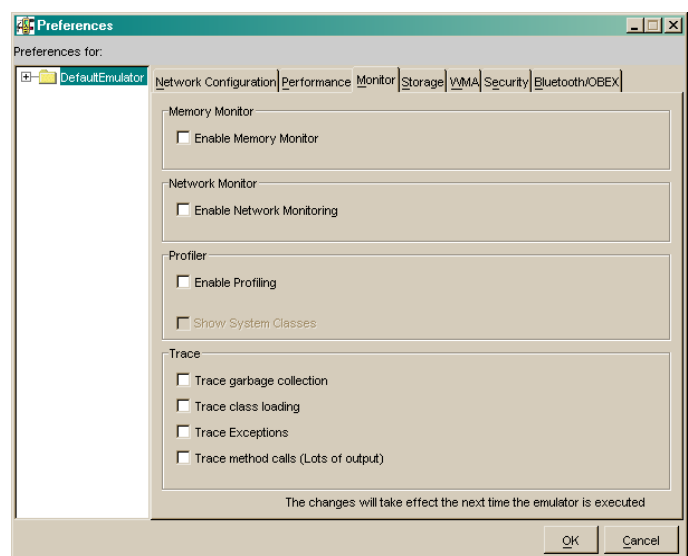 Preferences
Preferences for:
DefaultEmulator
Network Configuration Performance Monitor Storage WMA Security Bluetooth/OBEX
Memory Monitor
Enable Memory Monitor
Network Monitor
Enable Network Monitoring
Profiler
Enable Profiling
Show System Classes
Trace
Trace garbage collection
Trace class loading
Trace Exceptions
Trace method calls (Lots of output)
The changes will take effect the next time the emulator is executed
OK Cancel